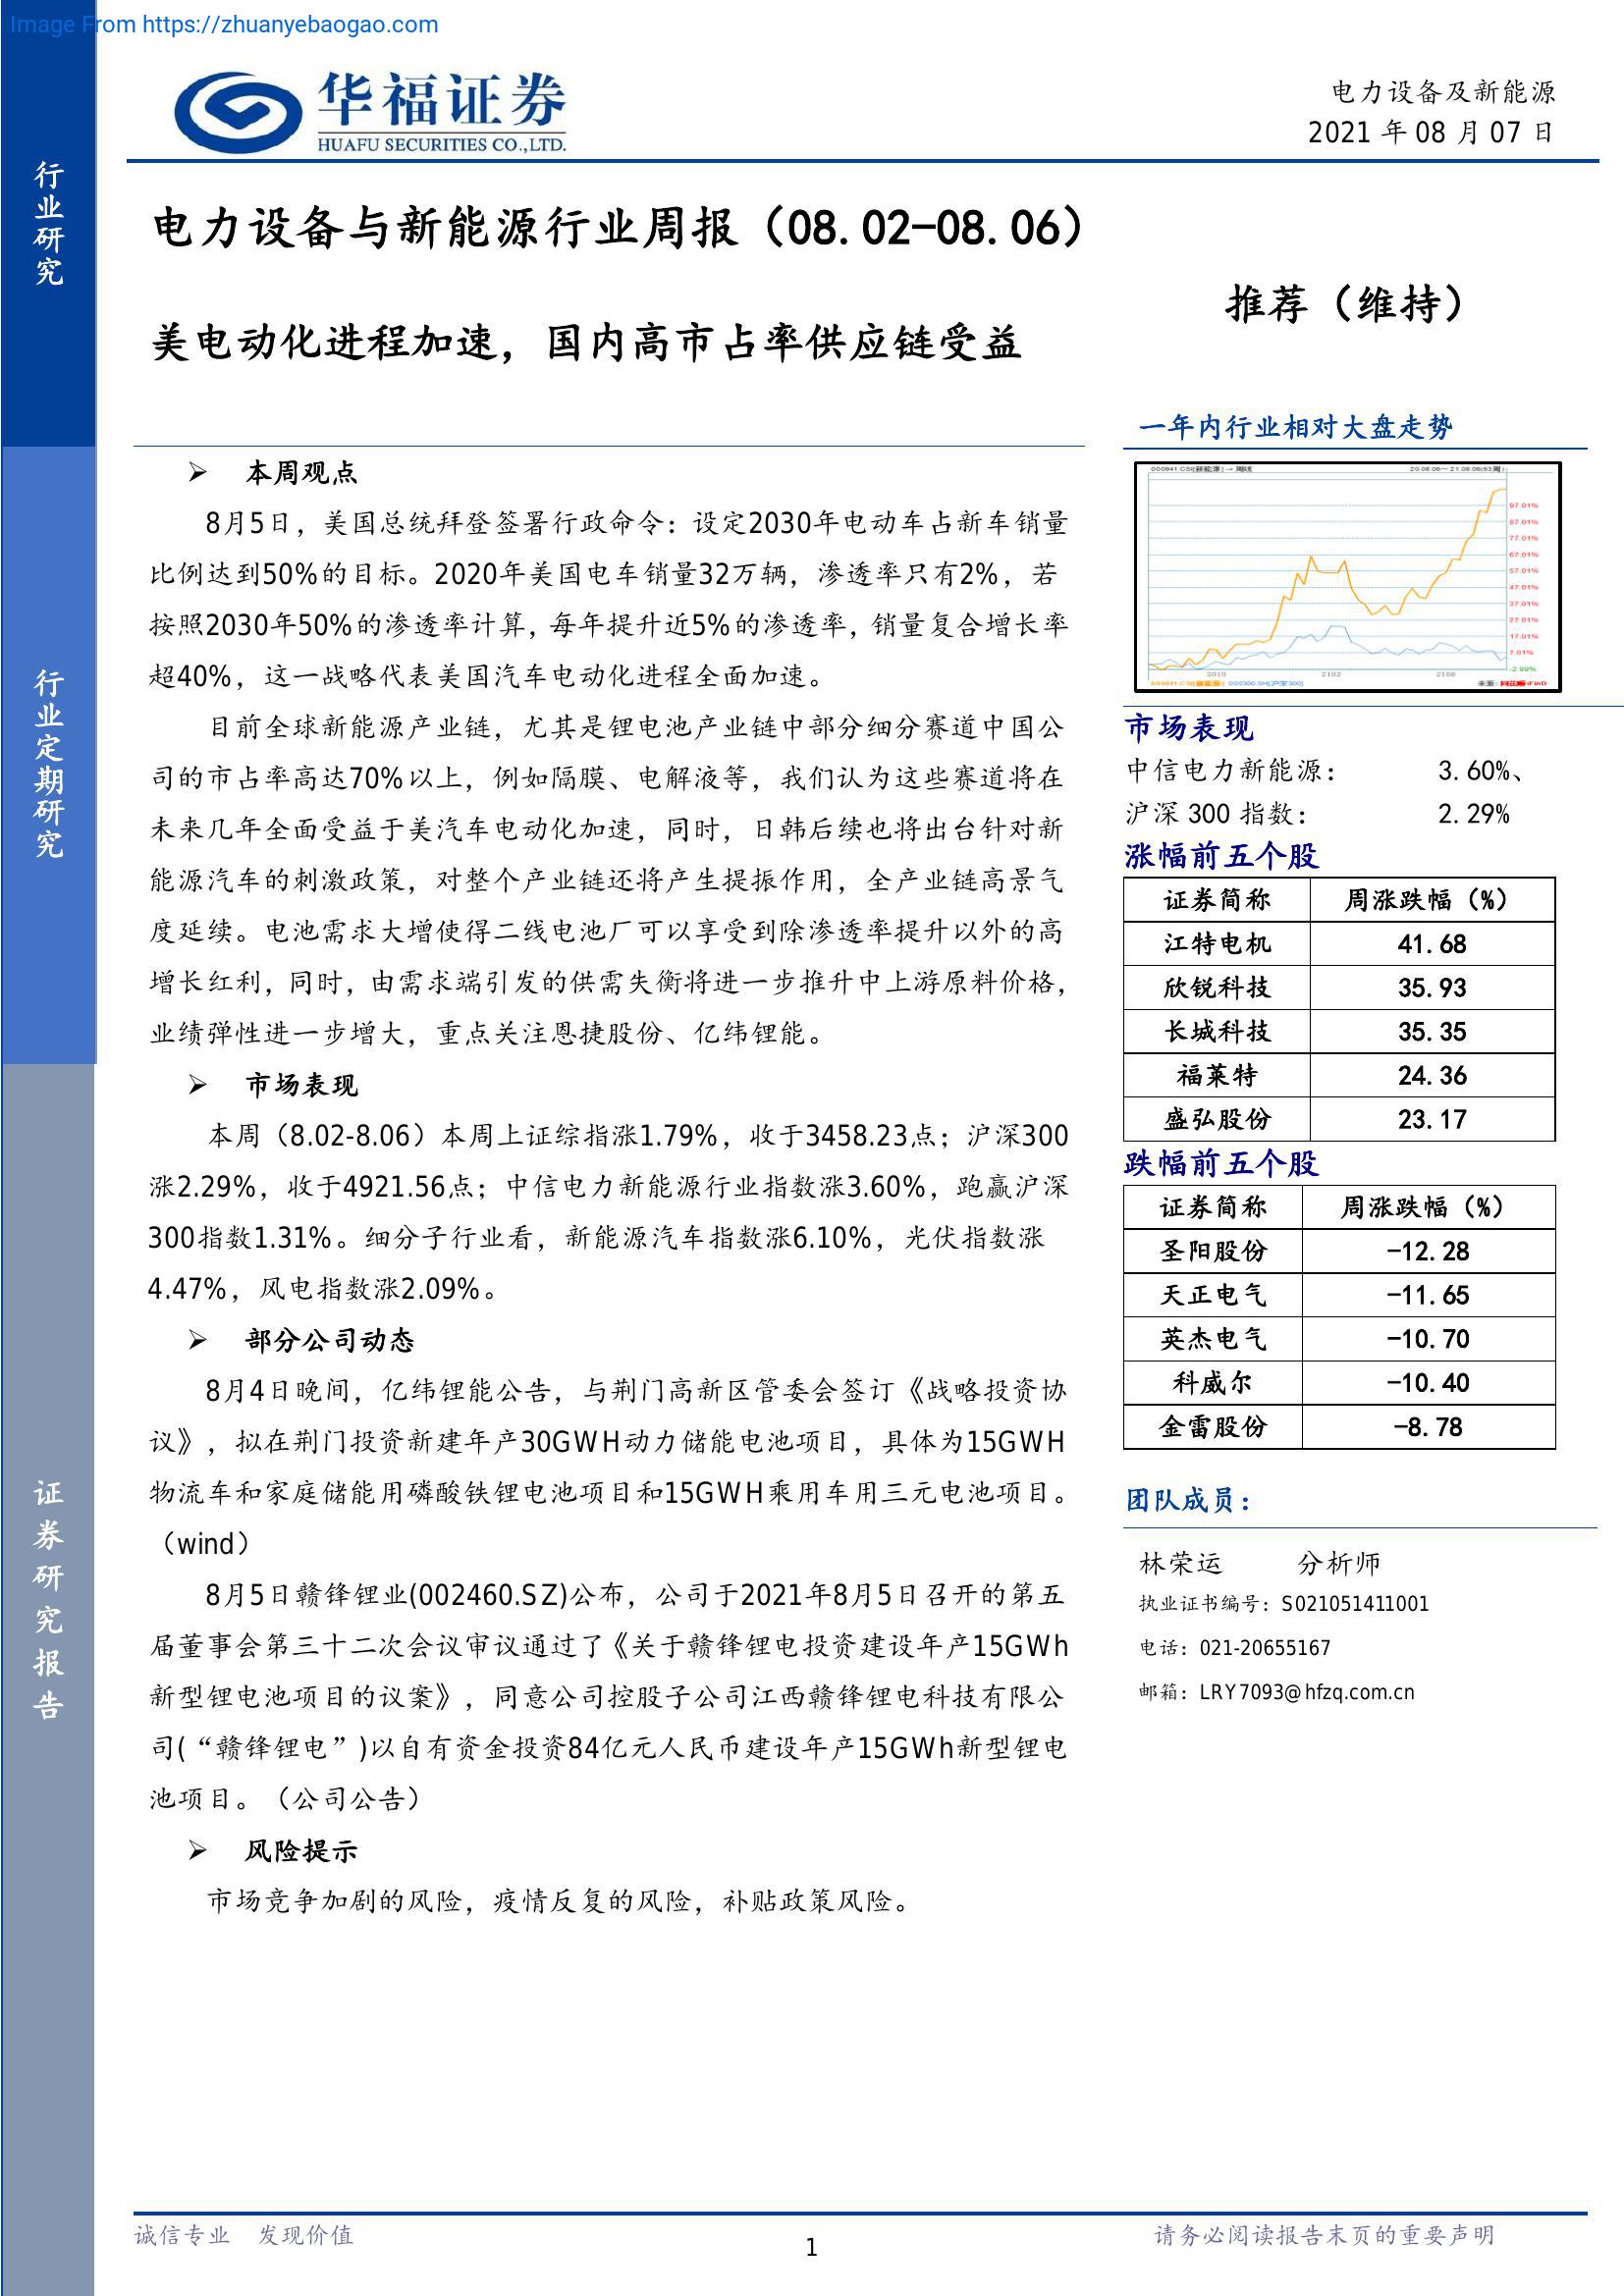 Image From https://zhuanyebaogao.com
华福证券
HUAFU SECURITIES CO.,LTD.
电力设备及新能源
2021 年 08 月 07 日
行业研究
行业定期研究
证券研究报告
电力设备与新能源行业周报（08.02-08.06）
美电动化进程加速，国内高市占率供应链受益
推荐（维持）
➢ 本周观点
8月5日，美国总统拜登签署行政命令：设定2030年电动车占新车销量
比例达到50%的目标。2020年美国电车销量32万辆，渗透率只有2%，若
按照2030年50%的渗透率计算，每年提升近5%的渗透率，销量复合增长率
超40%，这一战略代表美国汽车电动化进程全面加速。
目前全球新能源产业链，尤其是锂电池产业链中部分细分赛道中国公
司的市占率高达70%以上，例如隔膜、电解液等，我们认为这些赛道将在
未来几年全面受益于美汽车电动化加速，同时，日韩后续也将出台针对新
能源汽车的刺激政策，对整个产业链还将产生提振作用，全产业链高景气
度延续。电池需求大增使得二线电池厂可以享受到除渗透率提升以外的高
增长红利，同时，由需求端引发的供需失衡将进一步推升中上游原料价格，
业绩弹性进一步增大，重点关注恩捷股份、亿纬锂能。
➢ 市场表现
本周（8.02-8.06）本周上证综指涨1.79%，收于3458.23点；沪深300
涨2.29%，收于4921.56点；中信电力新能源行业指数涨3.60%，跑赢沪深
300指数1.31%。细分子行业看，新能源汽车指数涨6.10%，光伏指数涨
4.47%，风电指数涨2.09%。
➢ 部分公司动态
8月4日晚间，亿纬锂能公告，与荆门高新区管委会签订《战略投资协
议》，拟在荆门投资新建年产30GWH动力储能电池项目，具体为15GWH
物流车和家庭储能用磷酸铁锂电池项目和15GWH乘用车用三元电池项目。
（wind）
8月5日赣锋锂业(002460.SZ)公布，公司于2021年8月5日召开的第五
届董事会第三十二次会议审议通过了《关于赣锋锂电投资建设年产15GWh
新型锂电池项目的议案》，同意公司控股子公司江西赣锋锂电科技有限公
司(“赣锋锂电”)以自有资金投资84亿元人民币建设年产15GWh新型锂电
池项目。（公司公告）
➢ 风险提示
市场竞争加剧的风险，疫情反复的风险，补贴政策风险。
一年内行业相对大盘走势
000941.CSI[新能源] -> 周线 20.08.06~21.08.06(53周)
97.01%
87.01%
77.01%
67.01%
57.01%
47.01%
37.01%
27.01%
17.01%
7.01%
-2.99%
2010 2102 2106
000941.CSI[新能源] 000300.SH[沪深300]
市场表现
中信电力新能源： 3.60%、
沪深 300 指数： 2.29%
涨幅前五个股
证券简称 周涨跌幅（%）
江特电机 41.68
欣锐科技 35.93
长城科技 35.35
福莱特 24.36
盛弘股份 23.17
跌幅前五个股
证券简称 周涨跌幅（%）
圣阳股份 -12.28
天正电气 -11.65
英杰电气 -10.70
科威尔 -10.40
金雷股份 -8.78
团队成员：
林荣运 分析师
执业证书编号：S021051411001
电话：021-20655167
邮箱：LRY7093@hfzq.com.cn
诚信专业 发现价值
1
请务必阅读报告末页的重要声明